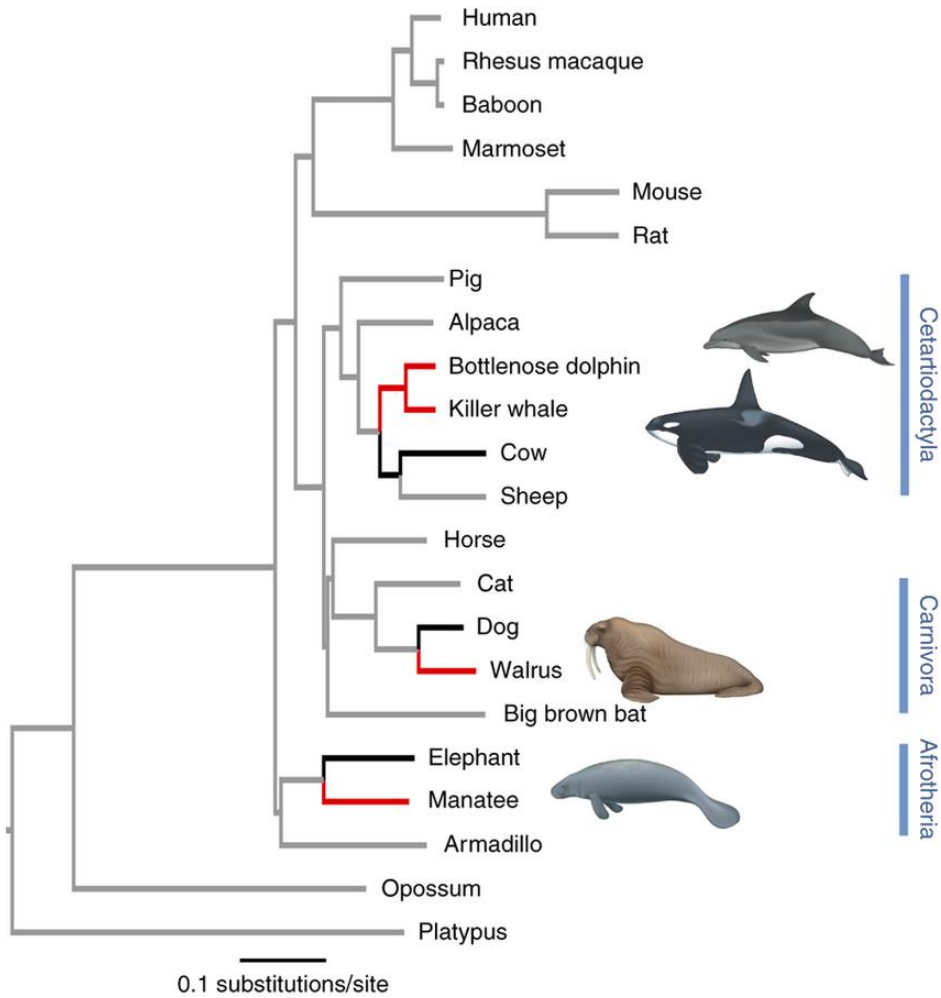 Human
Rhesus macaque
Baboon
Marmoset
Mouse
Rat
Pig
Alpaca
Bottlenose dolphin
Killer whale
Cow
Sheep
Cetartiodactyla
Horse
Cat
Dog
Walrus
Big brown bat
Carnivora
Elephant
Manatee
Armadillo
Afrotheria
Opossum
Platypus
0.1 substitutions/site